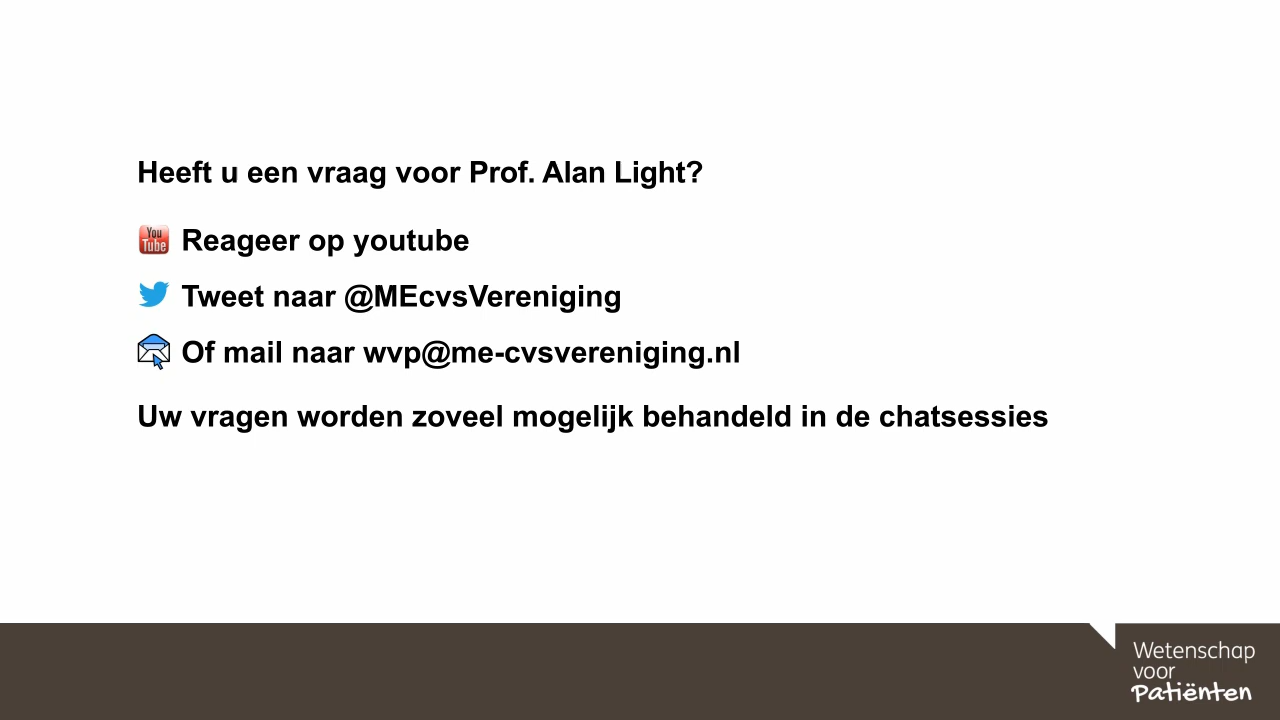 Heeft u een vraag voor Prof. Alan Light?
You
Tube
Reageer op youtube
Tweet naar @MEcvsVereniging
Of mail naar wvp@me-cvsvereniging.nl
Uw vragen worden zoveel mogelijk behandeld in de chatsessies
Wetenschap
voor
Patiënten